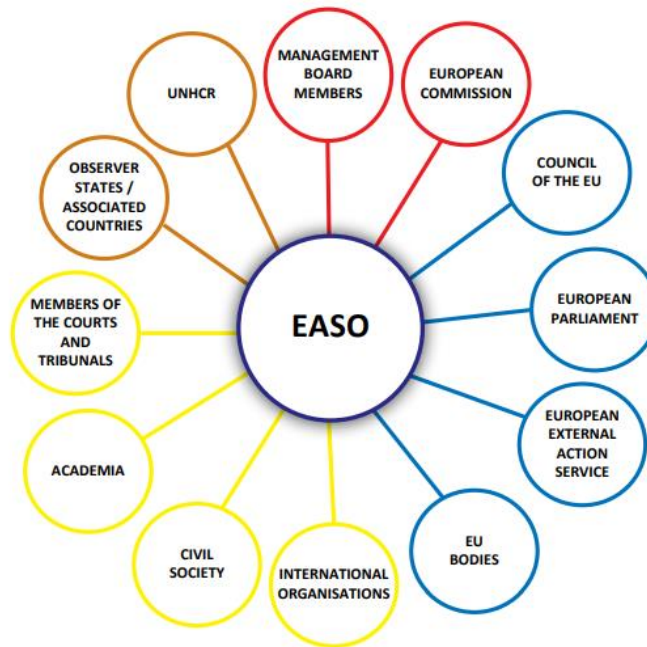 MANAGEMENT
BOARD
MEMBERS
EUROPEAN
COMMISSION
COUNCIL
OF THE EU
EUROPEAN
PARLIAMENT
EUROPEAN
EXTERNAL
ACTION
SERVICE
EU
BODIES
INTERNATIONAL
ORGANISATIONS
CIVIL
SOCIETY
ACADEMIA
MEMBERS OF
THE COURTS
AND
TRIBUNALS
OBSERVER
STATES /
ASSOCIATED
COUNTRIES
UNHCR
EASO